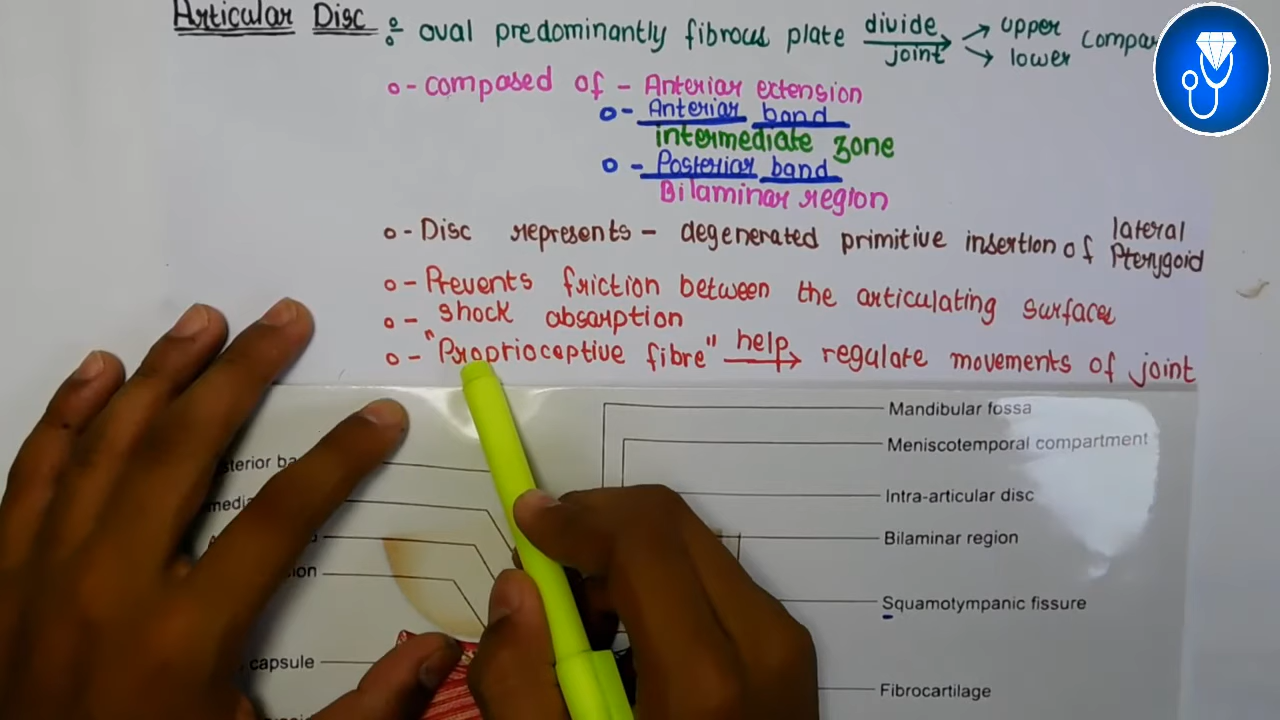 Articular Disc : oval predominantly fibrous plate divide joint → upper
→ lower
- composed of - Anterior extension
- Anterior band
intermediate zone
- Posterior band
Bilaminar region
- Disc represents - degenerated primitive insertion of lateral Pterygoid
- Prevents friction between the articulating surfaces
- shock absorption
- "Proprioceptive fibre" help → regulate movements of joint
Mandibular fossa
Meniscotemporal compartment
Intra-articular disc
Bilaminar region
Squamotympanic fissure
capsule
Fibrocartilage